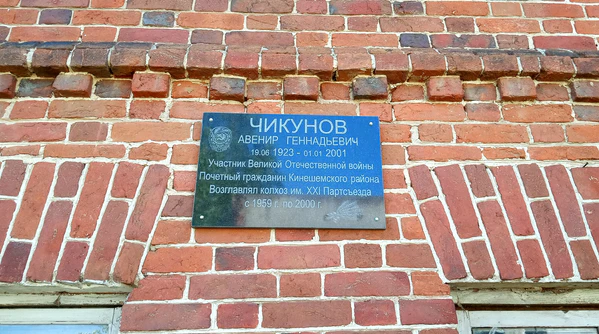 ЧИКУНОВ
АВЕНИР ГЕННАДЬЕВИЧ
19.06 1923 - 01.01 2001
Участник Великой Отечественной войны
Почетный гражданин Кинешемского района
Возглавлял колхоз им. XXI Партсъезда
с 1959 г. по 2000 г.